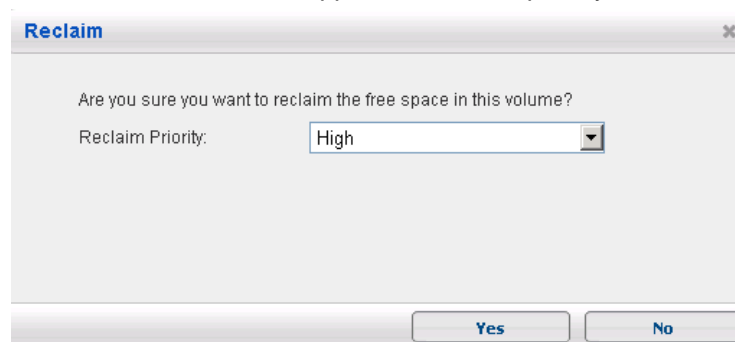 Reclaim
Are you sure you want to reclaim the free space in this volume?
Reclaim Priority: High
Yes No